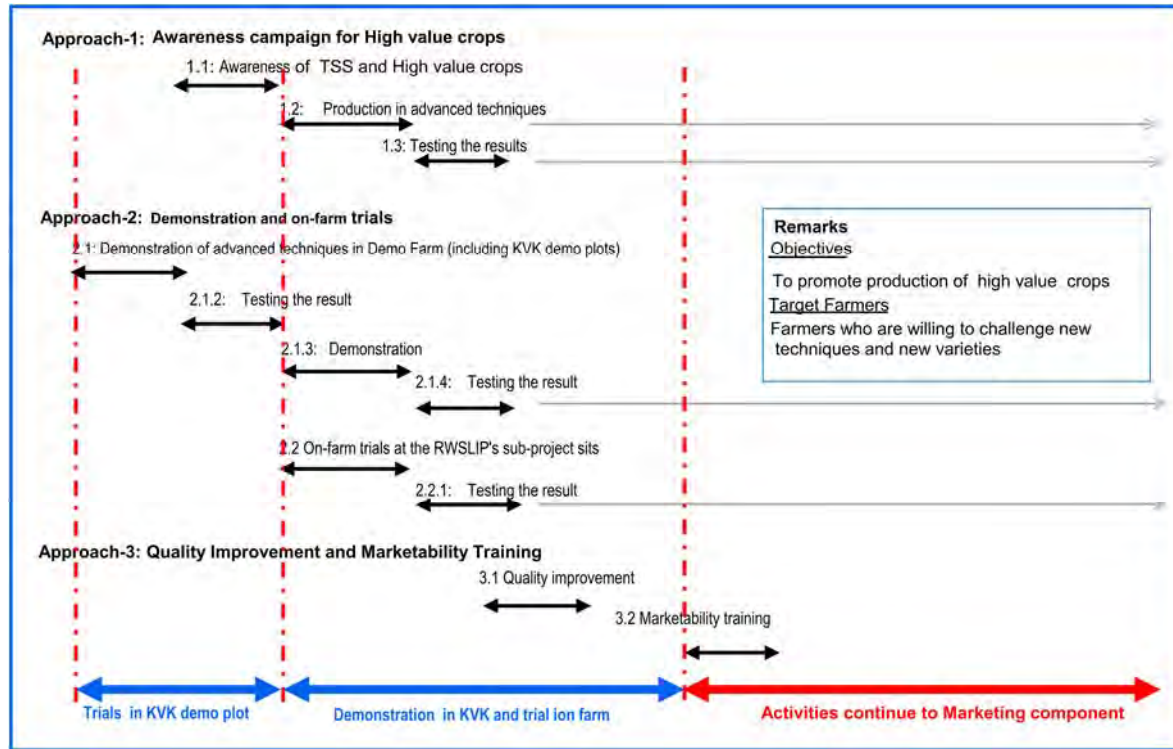 Approach-1: Awareness campaign for High value crops
1.1: Awareness of TSS and High value crops
1.2: Production in advanced techniques
1.3: Testing the results
Approach-2: Demonstration and on-farm trials
2.1: Demonstration of advanced techniques in Demo Farm (including KVK demo plots)
2.1.2: Testing the result
2.1.3: Demonstration
2.1.4: Testing the result
2.2 On-farm trials at the RWSLIP's sub-project sits
2.2.1: Testing the result
Remarks
Objectives
To promote production of high value crops
Target Farmers
Farmers who are willing to challenge new
techniques and new varieties
Approach-3: Quality Improvement and Marketability Training
3.1 Quality improvement
3.2 Marketability training
Trials in KVK demo plot
Demonstration in KVK and trial ion farm
Activities continue to Marketing component